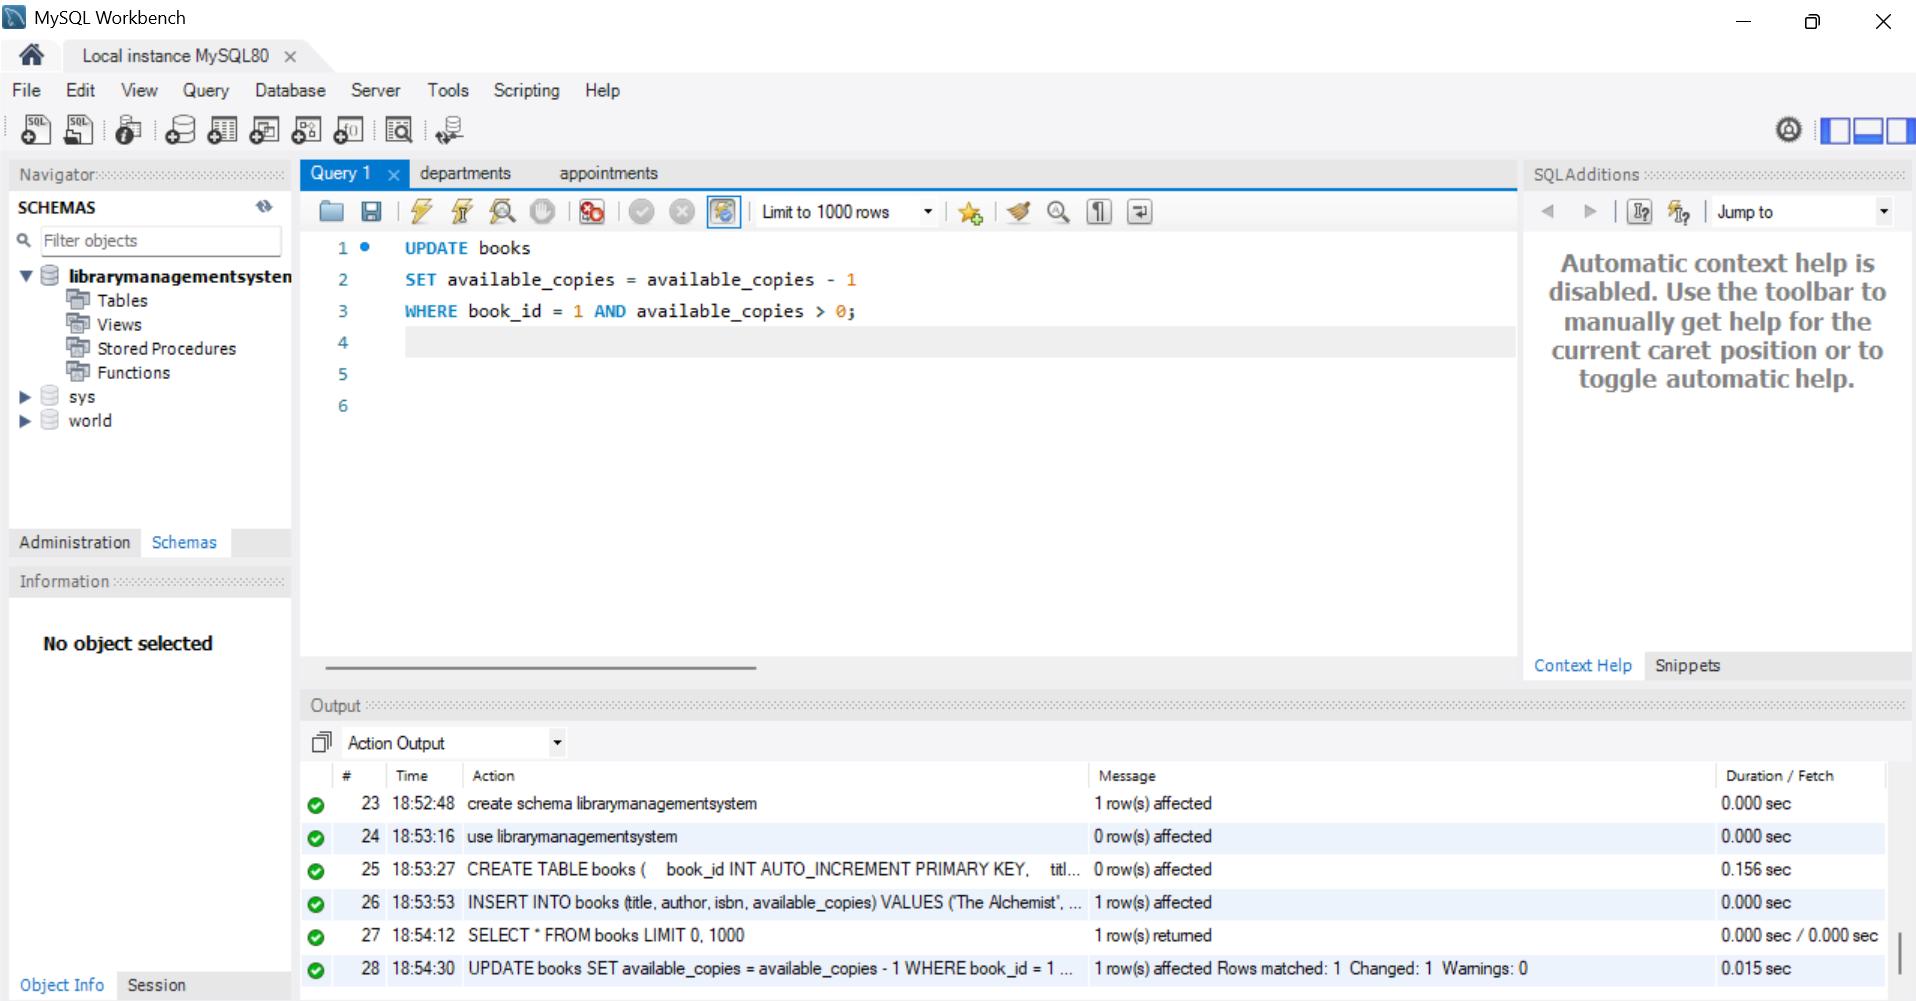 MySQL Workbench
Local instance MySQL80
File Edit View Query Database Server Tools Scripting Help
Navigator
SCHEMAS
Filter objects
librarymanagementsysten
Tables
Views
Stored Procedures
Functions
sys
world
Administration Schemas
Information
No object selected
Object Info Session
Query 1 departments appointments
Limit to 1000 rows
1 UPDATE books
2 SET available_copies = available_copies - 1
3 WHERE book_id = 1 AND available_copies > 0;
4
5
6
SQLAdditions
Jump to
Automatic context help is
disabled. Use the toolbar to
manually get help for the
current caret position or to
toggle automatic help.
Context Help Snippets
Output
Action Output
# Time Action Message Duration / Fetch
23 18:52:48 create schema librarymanagementsystem 1 row(s) affected 0.000 sec
24 18:53:16 use librarymanagementsystem 0 row(s) affected 0.000 sec
25 18:53:27 CREATE TABLE books ( book_id INT AUTO_INCREMENT PRIMARY KEY, titl... 0 row(s) affected 0.156 sec
26 18:53:53 INSERT INTO books (title, author, isbn, available_copies) VALUES ('The Alchemist', ... 1 row(s) affected 0.000 sec
27 18:54:12 SELECT * FROM books LIMIT 0, 1000 1 row(s) returned 0.000 sec / 0.000 sec
28 18:54:30 UPDATE books SET available_copies = available_copies - 1 WHERE book_id = 1 ... 1 row(s) affected Rows matched: 1 Changed: 1 Warnings: 0 0.015 sec